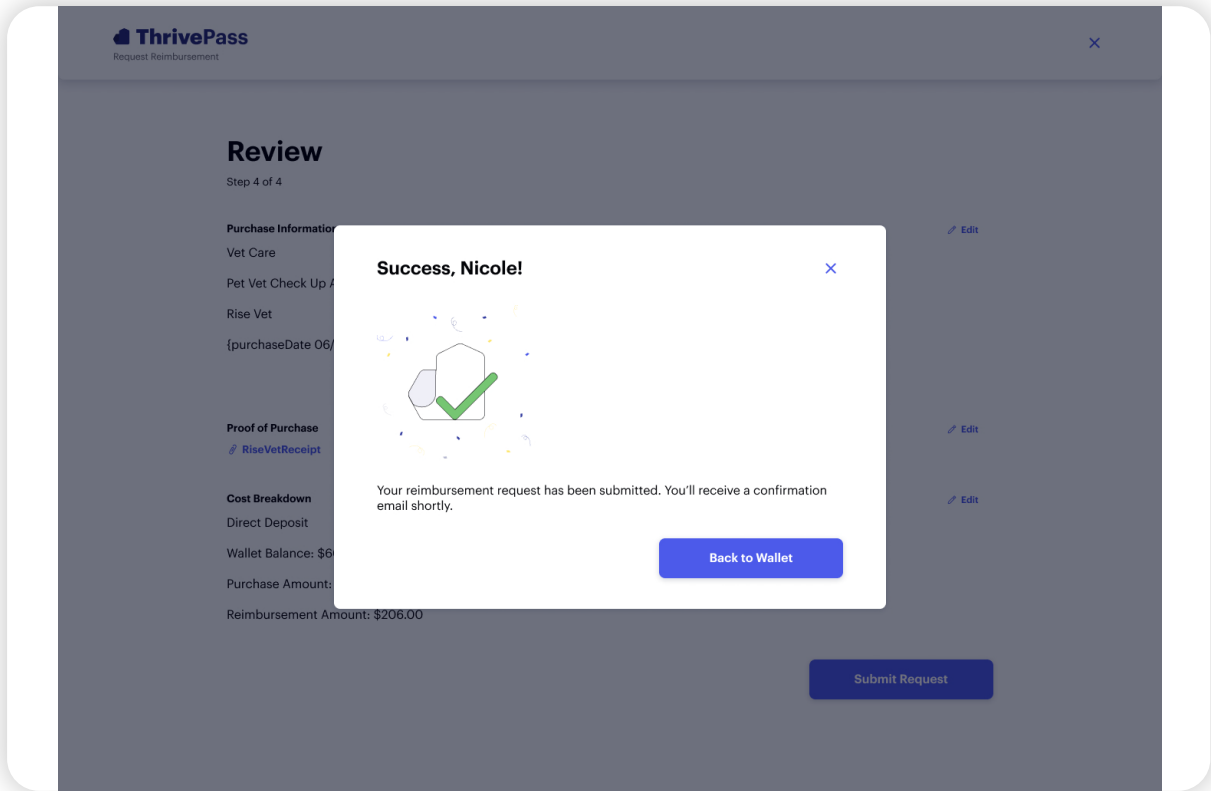 ThrivePass
Request Reimbursement
Review
Step 4 of 4
Purchase Information
Edit
Vet Care
Pet Vet Check Up
Rise Vet
{purchaseDate 06/
Success, Nicole!
Your reimbursement request has been submitted. You’ll receive a confirmation
email shortly.
Back to Wallet
Proof of Purchase
Edit
RiseVetReceipt
Cost Breakdown
Edit
Direct Deposit
Wallet Balance:
Purchase Amount:
Reimbursement Amount: $206.00
Submit Request